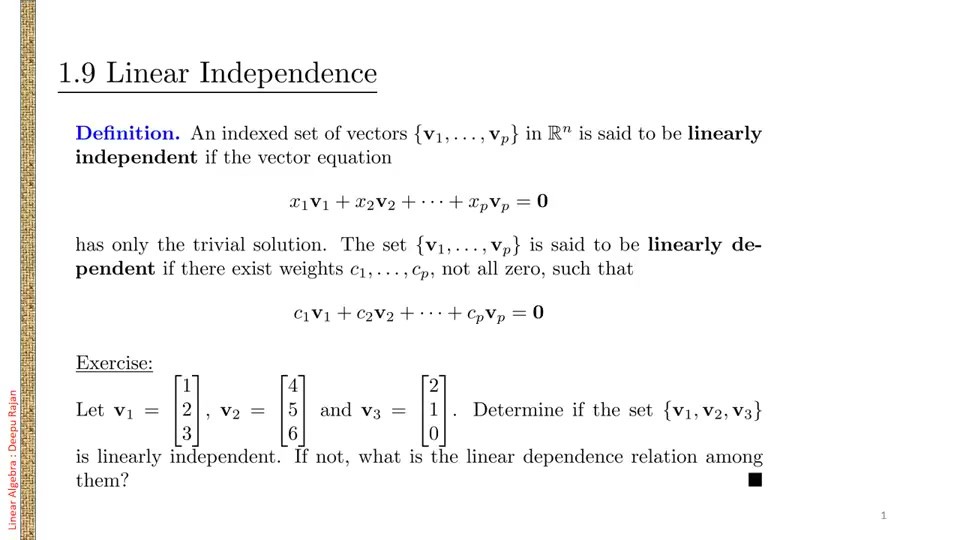 1.9 Linear Independence
Definition. An indexed set of vectors {v₁, . . . , vₚ} in ℝⁿ is said to be linearly
independent if the vector equation
x₁v₁ + x₂v₂ + · · · + xₚvₚ = 0
has only the trivial solution. The set {v₁, . . . , vₚ} is said to be linearly de-
pendent if there exist weights c₁, . . . , cₚ, not all zero, such that
c₁v₁ + c₂v₂ + · · · + cₚvₚ = 0
Exercise:
Let v₁ = [1 2 3], v₂ = [4 5 6] and v₃ = [2 1 0]. Determine if the set {v₁, v₂, v₃}
is linearly independent. If not, what is the linear dependence relation among
them? ■
Linear Algebra : Deepu Rajan
1